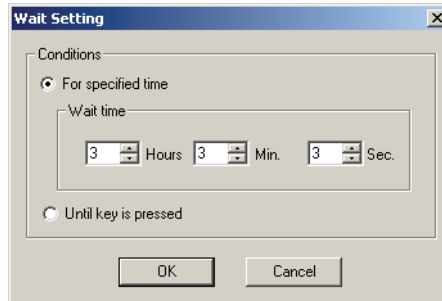 Wait Setting
Conditions
For specified time
Wait time
3 Hours 3 Min. 3 Sec.
Until key is pressed
OK Cancel